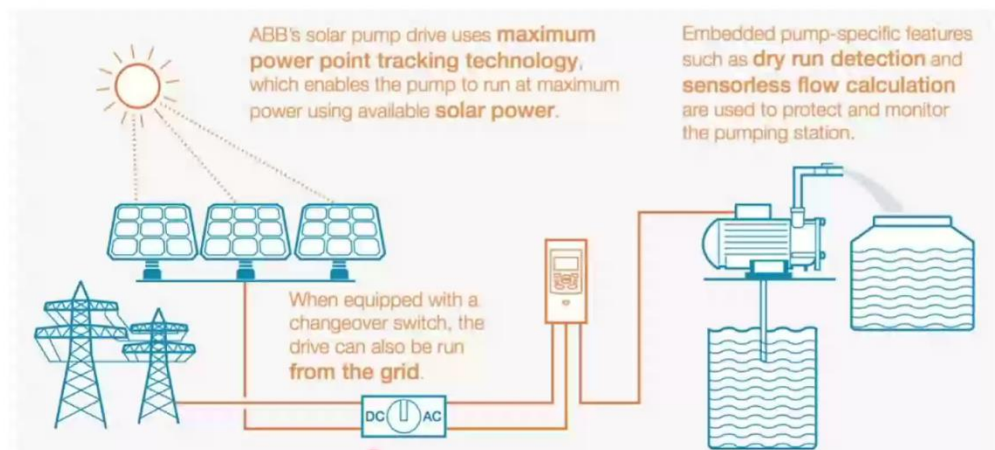 ABB's solar pump drive uses maximum
power point tracking technology,
which enables the pump to run at maximum
power using available solar power.
Embedded pump-specific features
such as dry run detection and
sensorless flow calculation
are used to protect and monitor
the pumping station.
When equipped with a
changeover switch, the
drive can also be run
from the grid.
DC AC